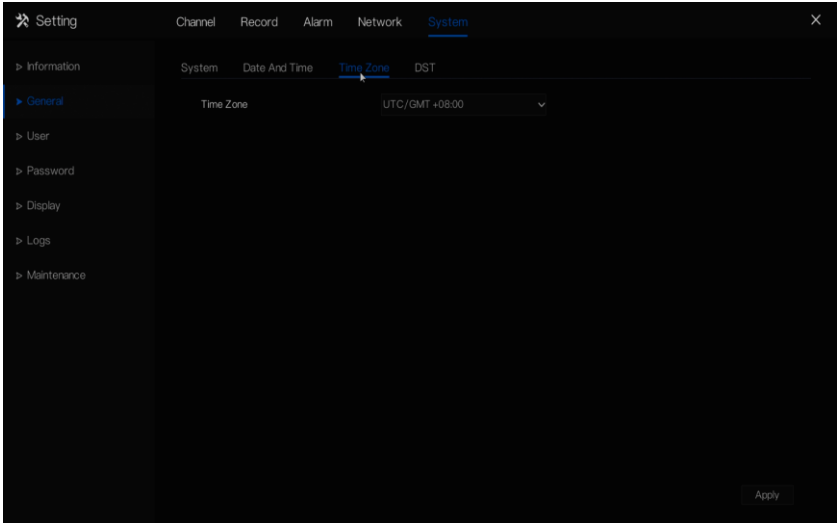 Setting Channel Record Alarm Network System
Information
General
User
Password
Display
Logs
Maintenance
System Date And Time Time Zone DST
Time Zone UTC/GMT +08:00
Apply